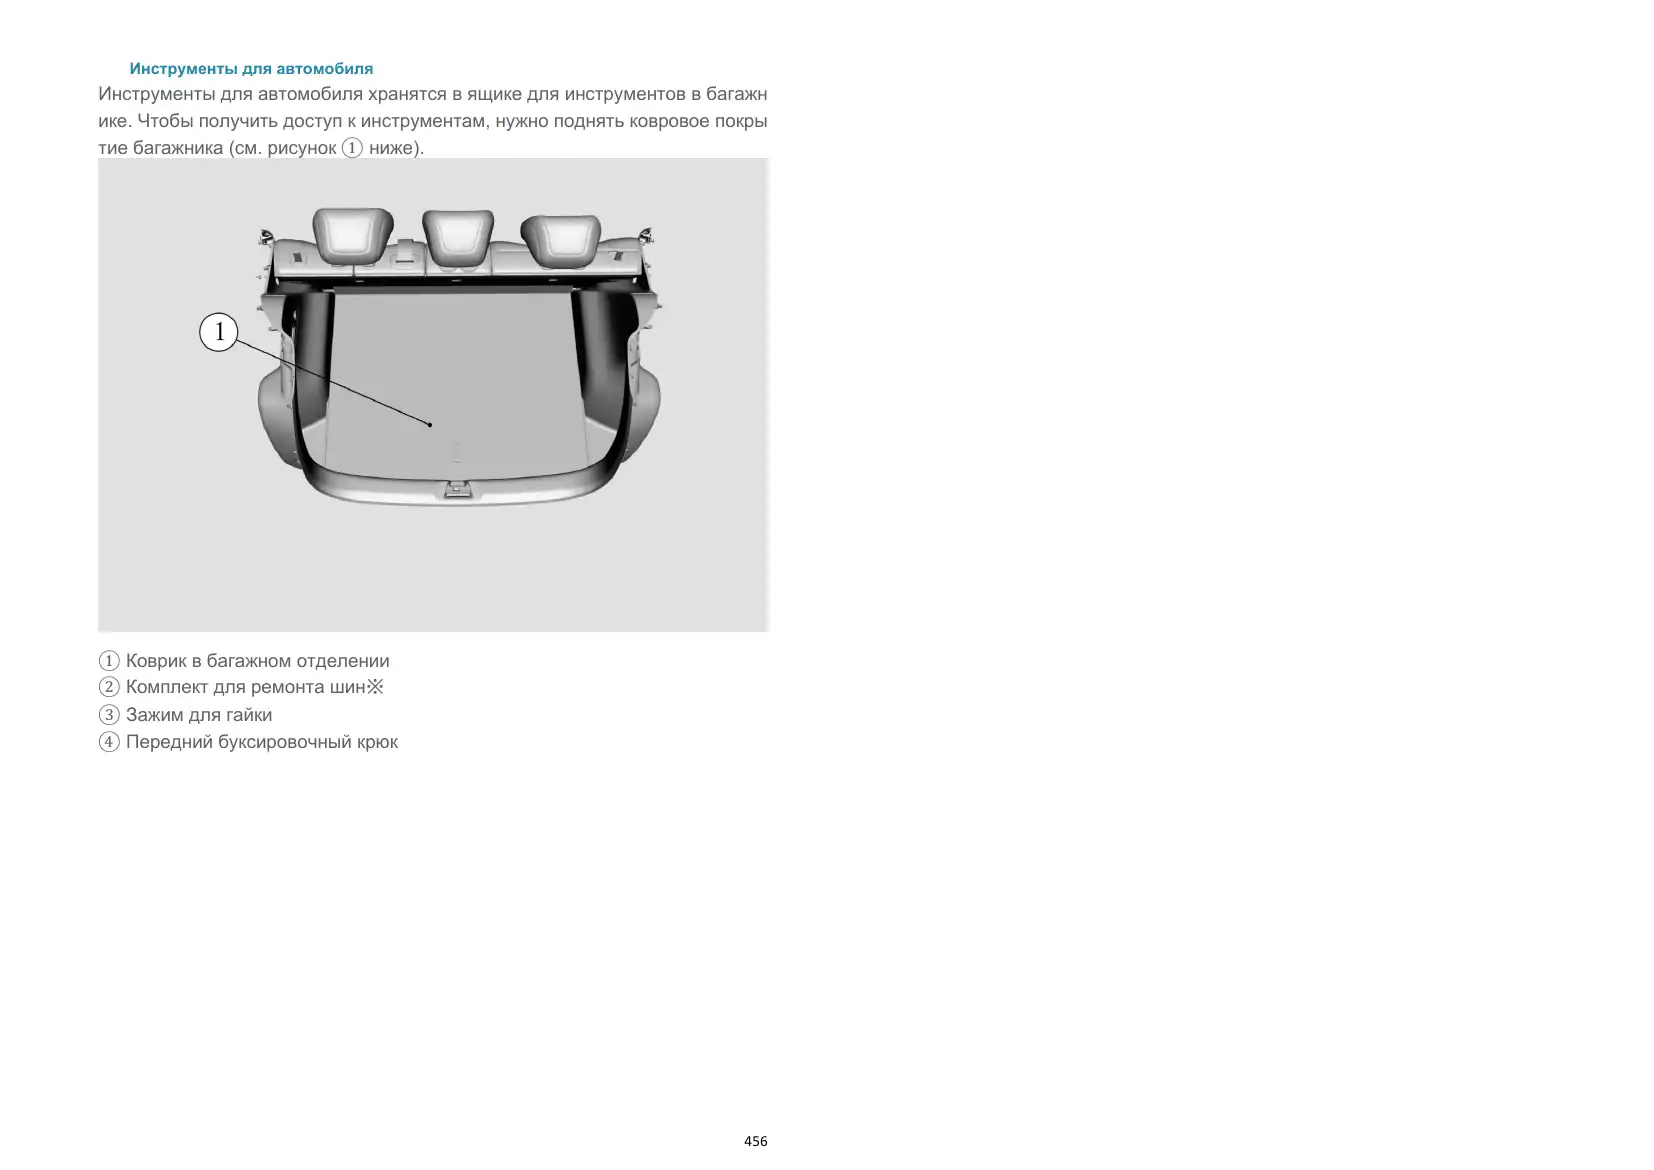 Инструменты для автомобиля
Инструменты для автомобиля хранятся в ящике для инструментов в багажн
ике. Чтобы получить доступ к инструментам, нужно поднять ковровое покры
тие багажника (см. рисунок ① ниже).
1
① Коврик в багажном отделении
② Комплект для ремонта шин※
③ Зажим для гайки
④ Передний буксировочный крюк
456